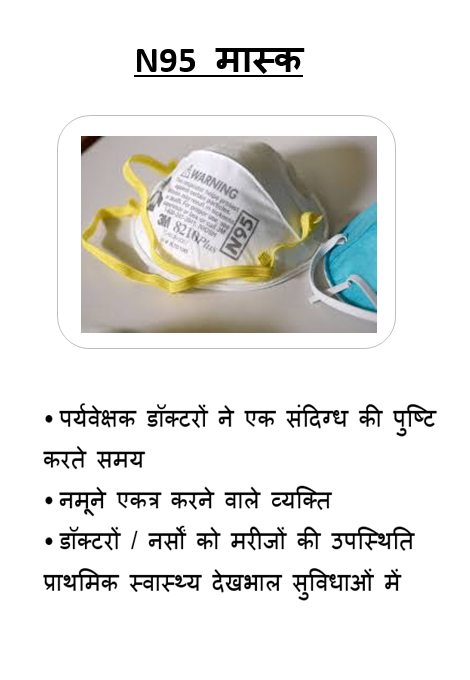 N95 मास्क
WARNING
3M 8210Plus
N95
• पर्यवेक्षक डॉक्टरों ने एक संदिग्ध की पुष्टि
करते समय
• नमूने एकत्र करने वाले व्यक्ति
• डॉक्टरों / नर्सों को मरीजों की उपस्थिति
प्राथमिक स्वास्थ्य देखभाल सुविधाओं में